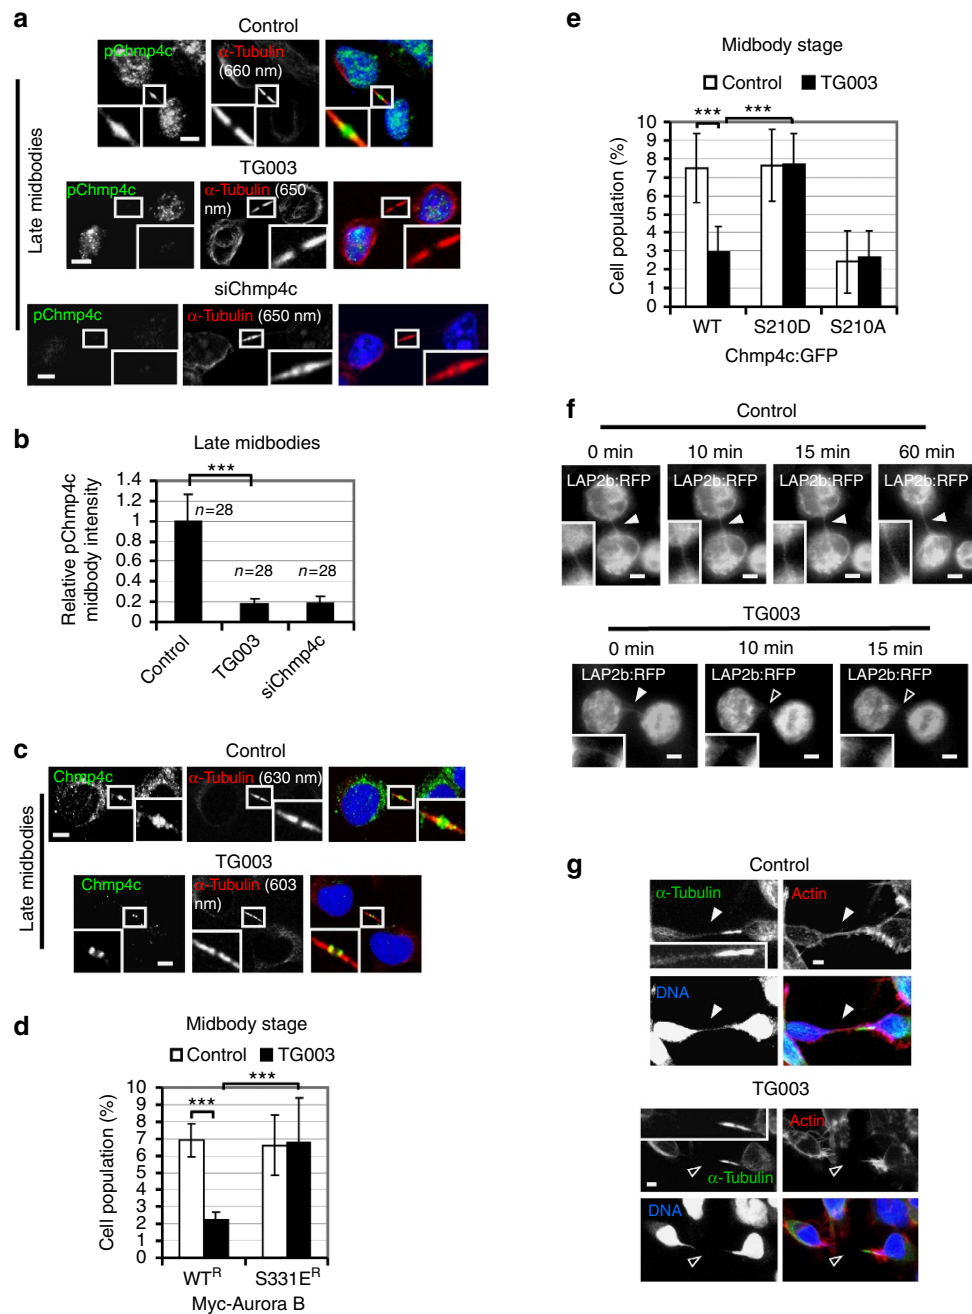 a
Control
pChmp4c
α-Tubulin
(660 nm)
Late midbodies
TG003
pChmp4c
α-Tubulin (650
nm)
siChmp4c
pChmp4c
α-Tubulin (650 nm)
b
Late midbodies
Relative pChmp4c
midbody intensity
1.4
1.2
1
0.8
0.6
0.4
0.2
0
***
n=28
n=28
n=28
Control
TG003
siChmp4c
c
Control
Chmp4c
α-Tubulin (630 nm)
Late midbodies
TG003
Chmp4c
α-Tubulin (603
nm)
d
Midbody stage
Control
TG003
Cell population (%)
10
9
8
7
6
5
4
3
2
1
0
***
***
WTR
S331ER
Myc-Aurora B
e
Midbody stage
Control
TG003
Cell population (%)
10
9
8
7
6
5
4
3
2
1
0
***
***
WT
S210D
S210A
Chmp4c:GFP
f
Control
0 min
10 min
15 min
60 min
LAP2b:RFP
LAP2b:RFP
LAP2b:RFP
LAP2b:RFP
TG003
0 min
10 min
15 min
LAP2b:RFP
LAP2b:RFP
LAP2b:RFP
g
Control
α-Tubulin
Actin
DNA
TG003
Actin
α-Tubulin
DNA